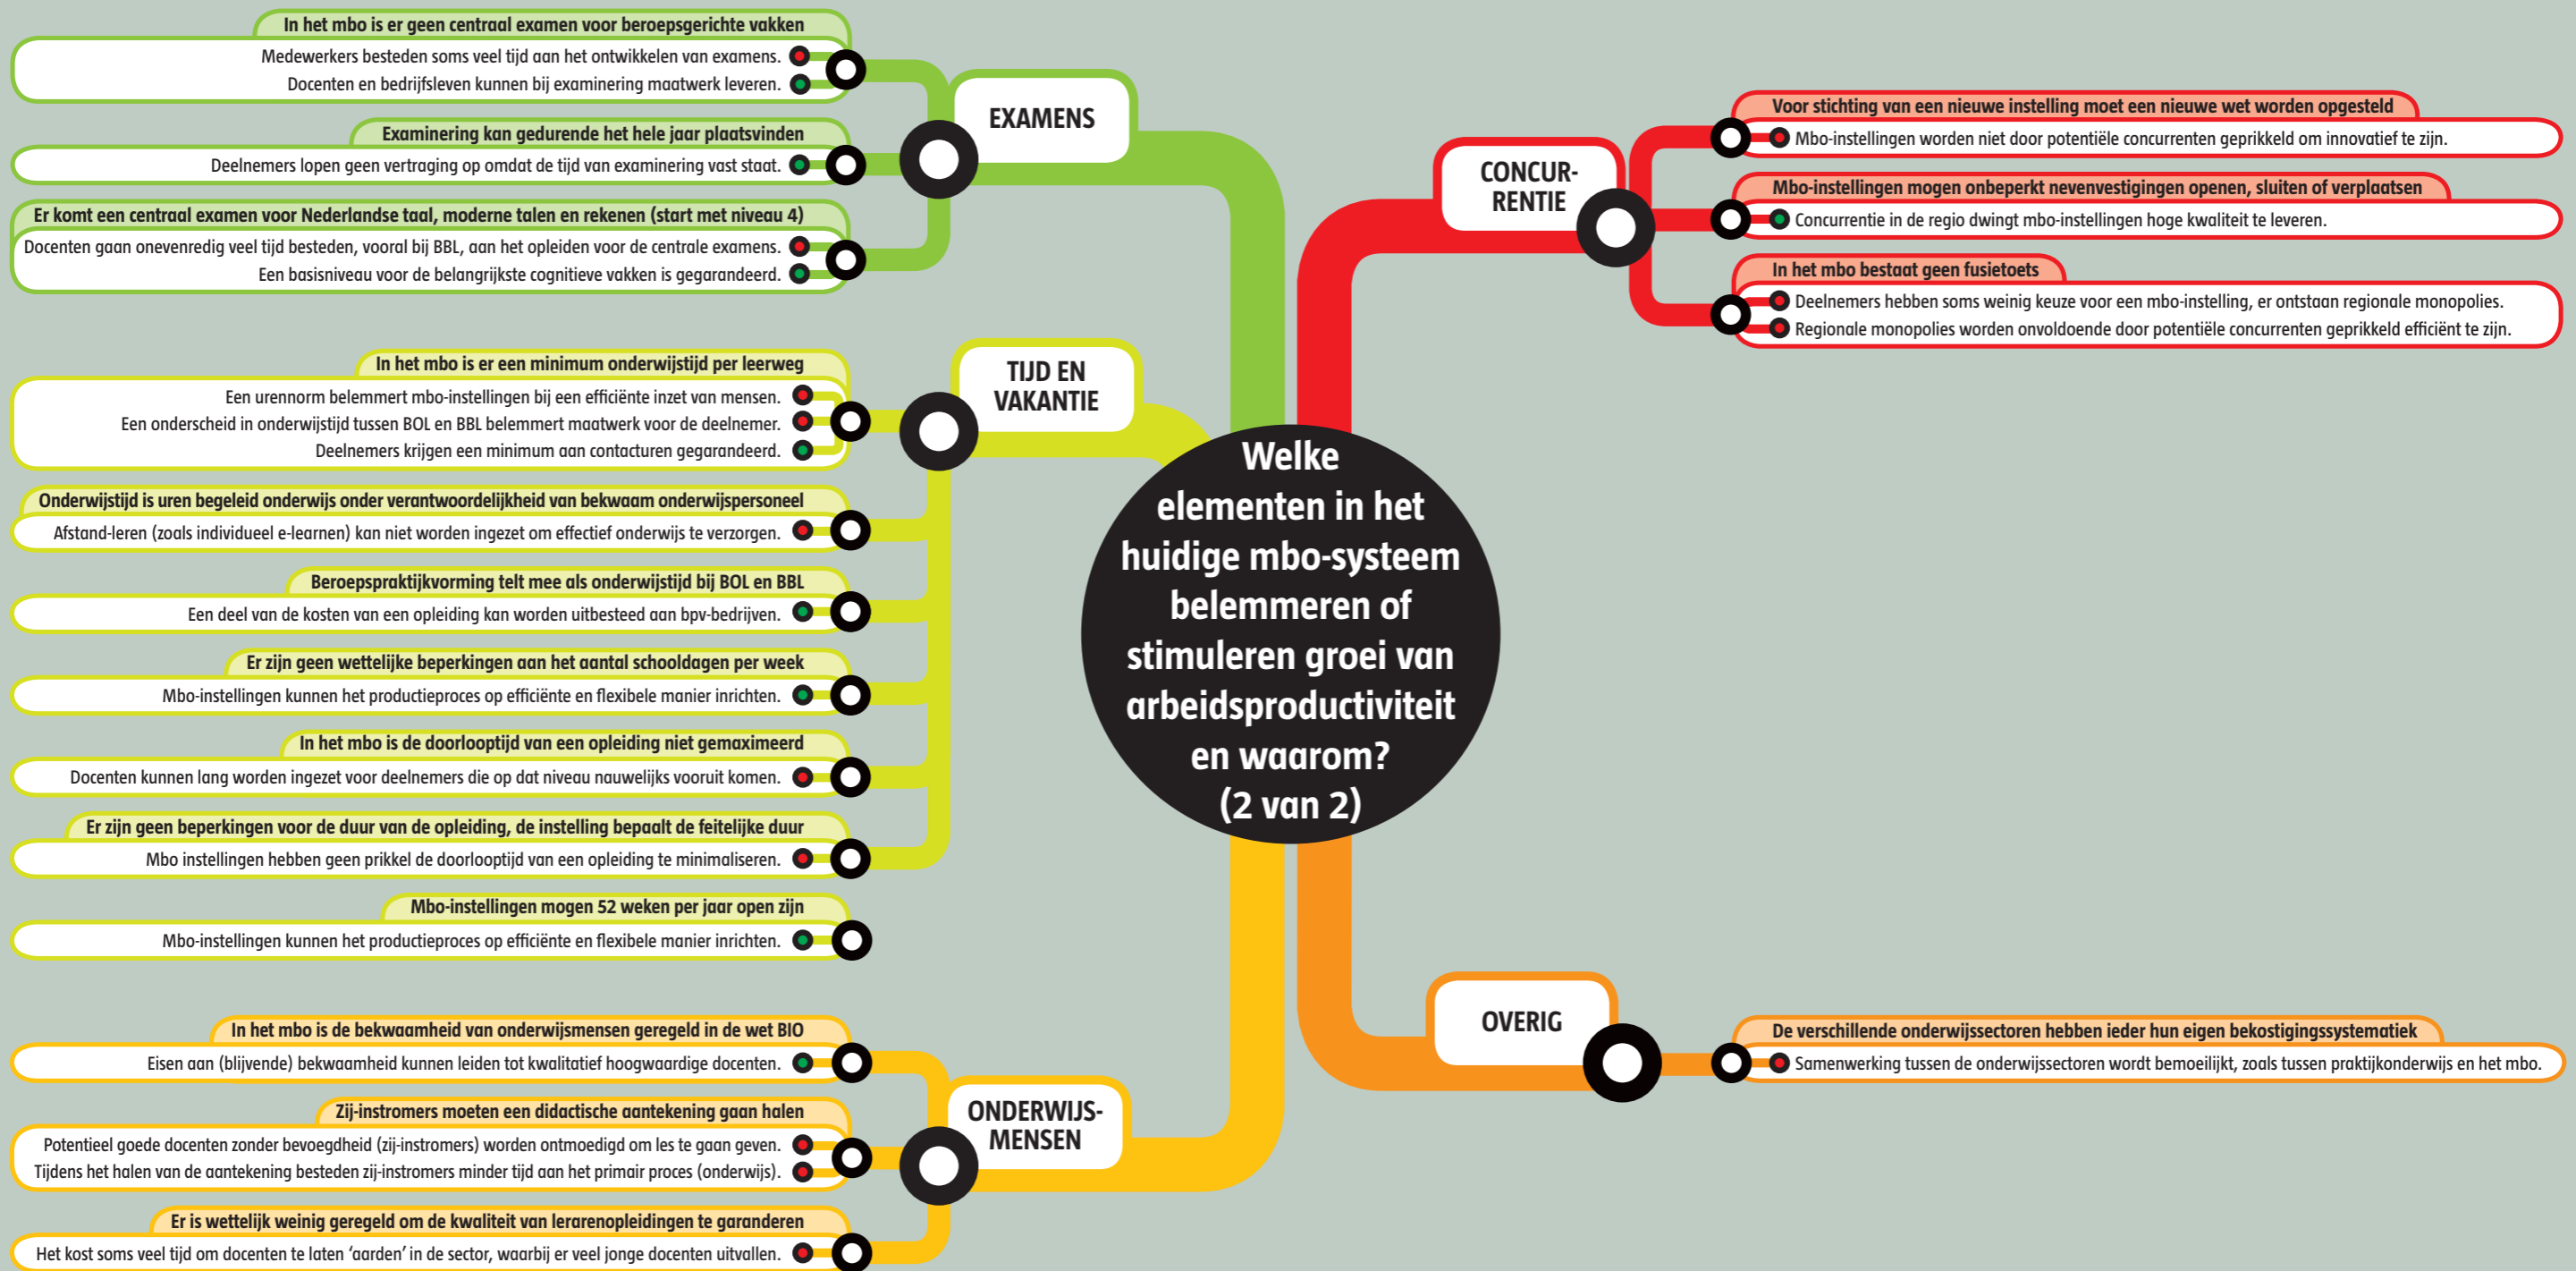 In het mbo is er geen centraal examen voor beroepsgerichte vakken
Medewerkers besteden soms veel tijd aan het ontwikkelen van examens.
Docenten en bedrijfsleven kunnen bij examinering maatwerk leveren.
Examinering kan gedurende het hele jaar plaatsvinden
Deelnemers lopen geen vertraging op omdat de tijd van examinering vast staat.
Er komt een centraal examen voor Nederlandse taal, moderne talen en rekenen (start met niveau 4)
Docenten gaan onevenredig veel tijd besteden, vooral bij BBL, aan het opleiden voor de centrale examens.
Een basisniveau voor de belangrijkste cognitieve vakken is gegarandeerd.
EXAMENS
In het mbo is er een minimum onderwijstijd per leerweg
Een urennorm belemmert mbo-instellingen bij een efficiënte inzet van mensen.
Een onderscheid in onderwijstijd tussen BOL en BBL belemmert maatwerk voor de deelnemer.
Deelnemers krijgen een minimum aan contacturen gegarandeerd.
Onderwijstijd is uren begeleid onderwijs onder verantwoordelijkheid van bekwaam onderwijspersoneel
Afstand-leren (zoals individueel e-learnen) kan niet worden ingezet om effectief onderwijs te verzorgen.
Beroepspraktijkvorming telt mee als onderwijstijd bij BOL en BBL
Een deel van de kosten van een opleiding kan worden uitbesteed aan bpv-bedrijven.
Er zijn geen wettelijke beperkingen aan het aantal schooldagen per week
Mbo-instellingen kunnen het productieproces op efficiënte en flexibele manier inrichten.
In het mbo is de doorlooptijd van een opleiding niet gemaximeerd
Docenten kunnen lang worden ingezet voor deelnemers die op dat niveau nauwelijks vooruit komen.
Er zijn geen beperkingen voor de duur van de opleiding, de instelling bepaalt de feitelijke duur
Mbo instellingen hebben geen prikkel de doorlooptijd van een opleiding te minimaliseren.
Mbo-instellingen mogen 52 weken per jaar open zijn
Mbo-instellingen kunnen het productieproces op efficiënte en flexibele manier inrichten.
TIJD EN
VAKANTIE
In het mbo is de bekwaamheid van onderwijsmensen geregeld in de wet BIO
Eisen aan (blijvende) bekwaamheid kunnen leiden tot kwalitatief hoogwaardige docenten.
Zij-instromers moeten een didactische aantekening gaan halen
Potentieel goede docenten zonder bevoegdheid (zij-instromers) worden ontmoedigd om les te gaan geven.
Tijdens het halen van de aantekening besteden zij-instromers minder tijd aan het primair proces (onderwijs).
Er is wettelijk weinig geregeld om de kwaliteit van lerarenopleidingen te garanderen
Het kost soms veel tijd om docenten te laten ‘aarden’ in de sector, waarbij er veel jonge docenten uitvallen.
ONDERWIJS-
MENSEN
Welke
elementen in het
huidige mbo-systeem
belemmeren of
stimuleren groei van
arbeidsproductiviteit
en waarom?
(2 van 2)
CONCUR-
RENTIE
Voor stichting van een nieuwe instelling moet een nieuwe wet worden opgesteld
Mbo-instellingen worden niet door potentiële concurrenten geprikkeld om innovatief te zijn.
Mbo-instellingen mogen onbeperkt nevenvestigingen openen, sluiten of verplaatsen
Concurrentie in de regio dwingt mbo-instellingen hoge kwaliteit te leveren.
In het mbo bestaat geen fusietoets
Deelnemers hebben soms weinig keuze voor een mbo-instelling, er ontstaan regionale monopolies.
Regionale monopolies worden onvoldoende door potentiële concurrenten geprikkeld efficiënt te zijn.
OVERIG
De verschillende onderwijssectoren hebben ieder hun eigen bekostigingssystematiek
Samenwerking tussen de onderwijssectoren wordt bemoeilijkt, zoals tussen praktijkonderwijs en het mbo.